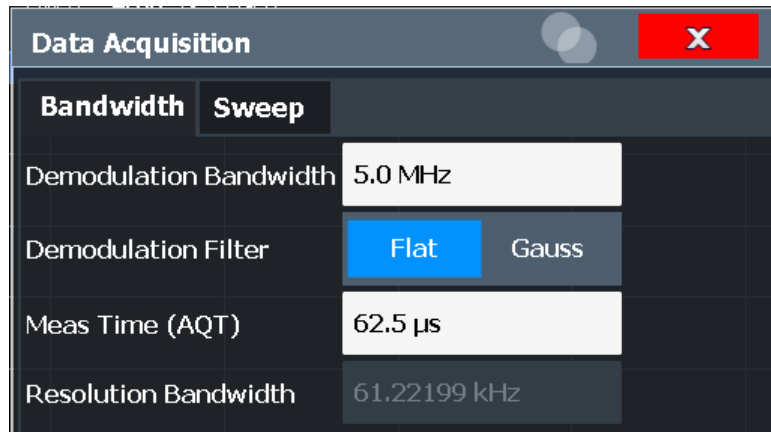 Data Acquisition X
Bandwidth Sweep
Demodulation Bandwidth 5.0 MHz
Demodulation Filter Flat Gauss
Meas Time (AQT) 62.5 µs
Resolution Bandwidth 61.22199 kHz